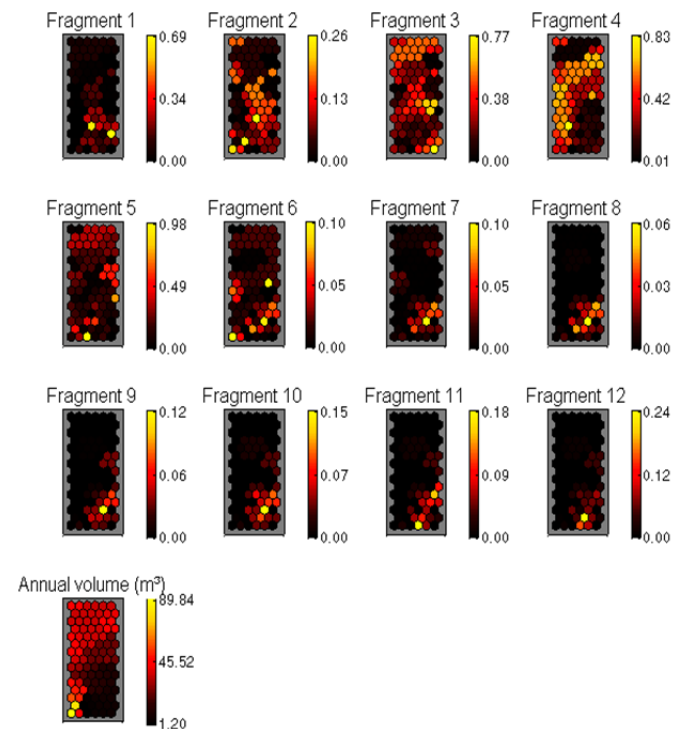 Fragment 1 Fragment 2 Fragment 3 Fragment 4
0.69 0.26 0.77 0.83
0.34 0.13 0.38 0.42
0.00 0.00 0.00 0.01
Fragment 5 Fragment 6 Fragment 7 Fragment 8
0.98 0.10 0.10 0.06
0.49 0.05 0.05 0.03
0.00 0.00 0.00 0.00
Fragment 9 Fragment 10 Fragment 11 Fragment 12
0.12 0.15 0.18 0.24
0.06 0.07 0.09 0.12
0.00 0.00 0.00 0.00
Annual volume (m³)
89.84
45.52
1.20